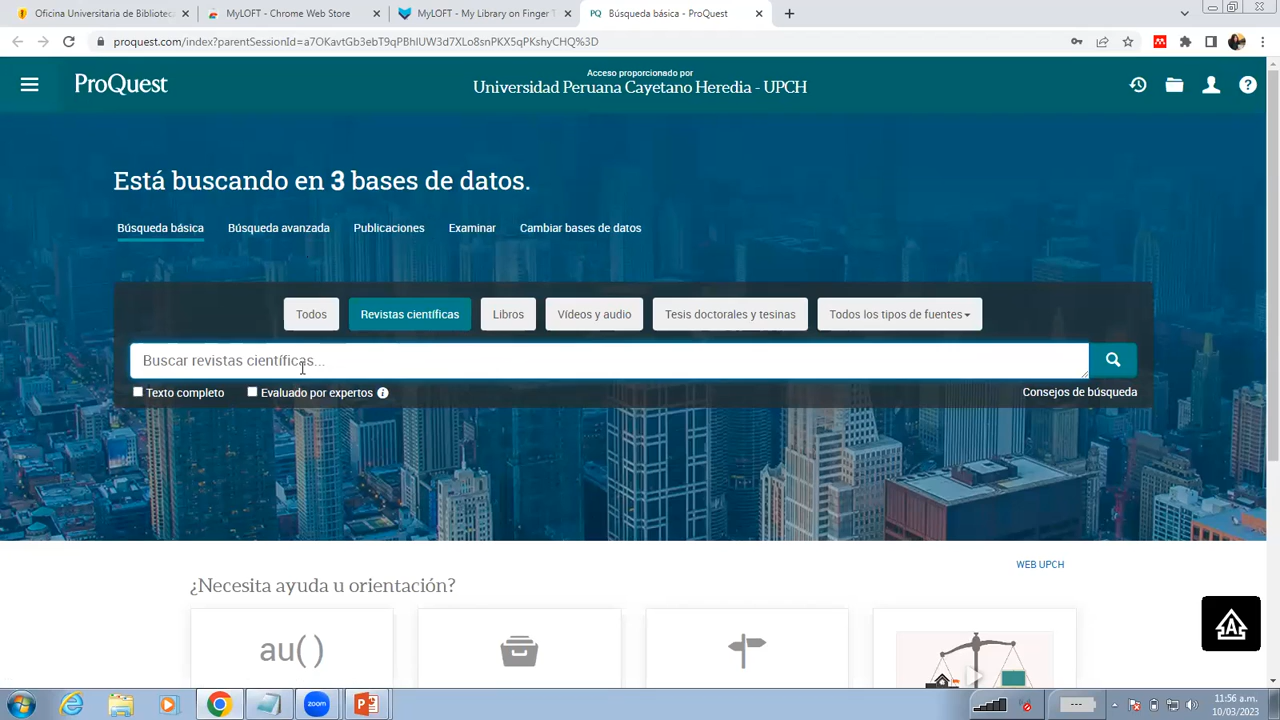 Oficina Universitaria de Bibliotec
MyLOFT - Chrome Web Store
MyLOFT - My Library on Finger T
PQ
Búsqueda básica - ProQuest
proquest.com/index?parentSessionId=a7OKavtGb3ebT9qPBhIUW3d7XLo8snPKX5qPKshyCHQ%3D
ProQuest
Acceso proporcionado por
Universidad Peruana Cayetano Heredia - UPCH
Está buscando en 3 bases de datos.
Búsqueda básica
Búsqueda avanzada
Publicaciones
Examinar
Cambiar bases de datos
Todos
Revistas científicas
Libros
Vídeos y audio
Tesis doctorales y tesinas
Todos los tipos de fuentes
Buscar revistas científicas...
Texto completo
Evaluado por expertos
Consejos de búsqueda
WEB UPCH
¿Necesita ayuda u orientación?
au( )
A
zoom
11:56 a.m.
10/03/2023